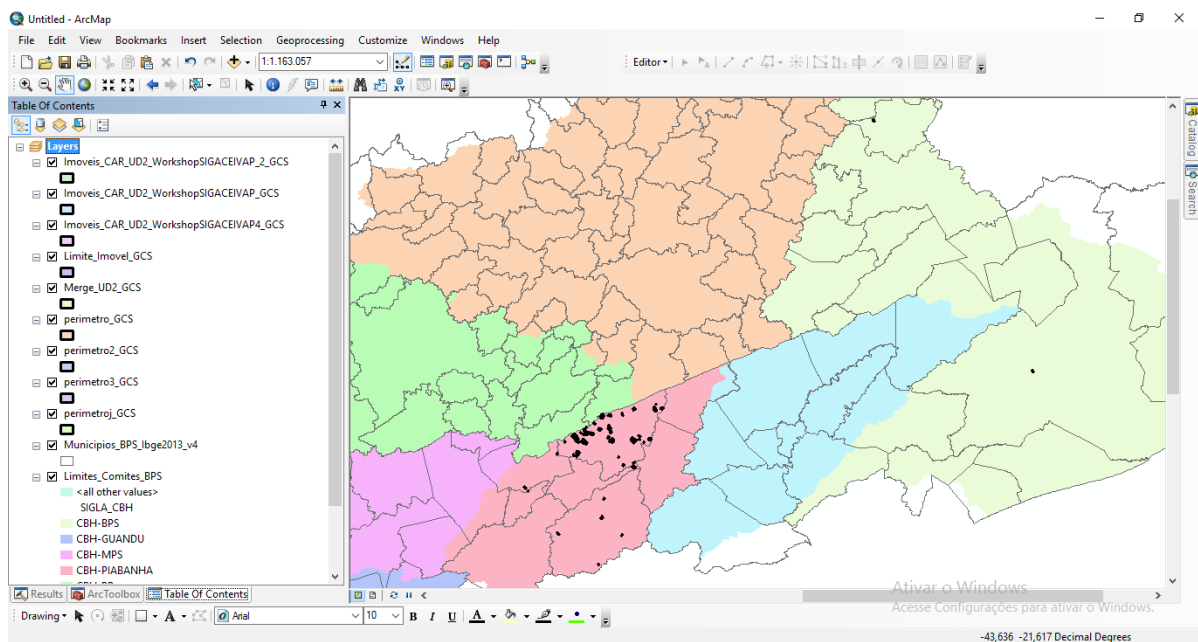 Untitled - ArcMap
File Edit View Bookmarks Insert Selection Geoprocessing Customize Windows Help
1:1.163.057
Editor
Table Of Contents
Layers
Imoveis_CAR_UD2_WorkshopSIGACEIVAP_2_GCS
Imoveis_CAR_UD2_WorkshopSIGACEIVAP_GCS
Imoveis_CAR_UD2_WorkshopSIGACEIVAP4_GCS
Limite_Imovel_GCS
Merge_UD2_GCS
perimetro_GCS
perimetro2_GCS
perimetro3_GCS
perimetroj_GCS
Municipios_BPS_Ibge2013_v4
Limites_Comites_BPS
<all other values>
SIGLA_CBH
CBH-BPS
CBH-GUANDU
CBH-MPS
CBH-PIABANHA
Catalog
Search
Results ArcToolbox Table Of Contents
Ativar o Windows
Acesse Configurações para ativar o Windows.
Drawing A Arial 10 B I U A
-43,636 -21,617 Decimal Degrees